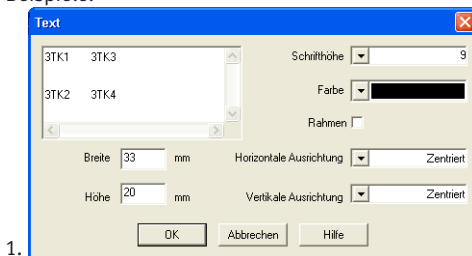 Text
3TK1 3TK3
3TK2 3TK4
Schrifthöhe 9
Farbe
Rahmen
Breite 33 mm Horizontale Ausrichtung Zentriert
Höhe 20 mm Vertikale Ausrichtung Zentriert
OK Abbrechen Hilfe
1.